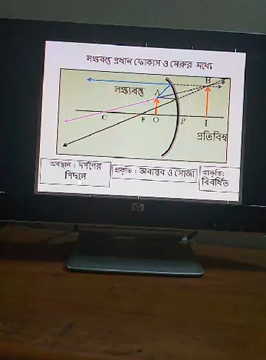 লক্ষ্যবস্তু প্রধান ফোকাস ও মেরুর মধ্যে
B
A
লক্ষ্যবস্তু
C F O P I
প্রতিবিম্ব
অবস্থান : দর্পণের পিছনে
প্রকৃতি : অবাস্তব ও সোজা
আকৃতি: বিবর্ধিত
hp